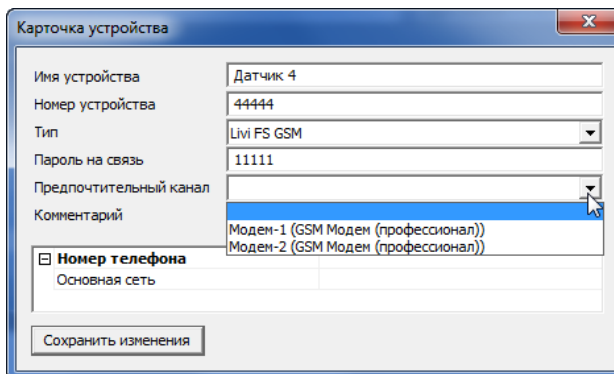 Карточка устройства
Имя устройства Датчик 4
Номер устройства 44444
Тип Livi FS GSM
Пароль на связь 11111
Предпочтительный канал
Комментарий
Модем-1 (GSM Модем (профессионал))
Модем-2 (GSM Модем (профессионал))
Номер телефона
Основная сеть
Сохранить изменения